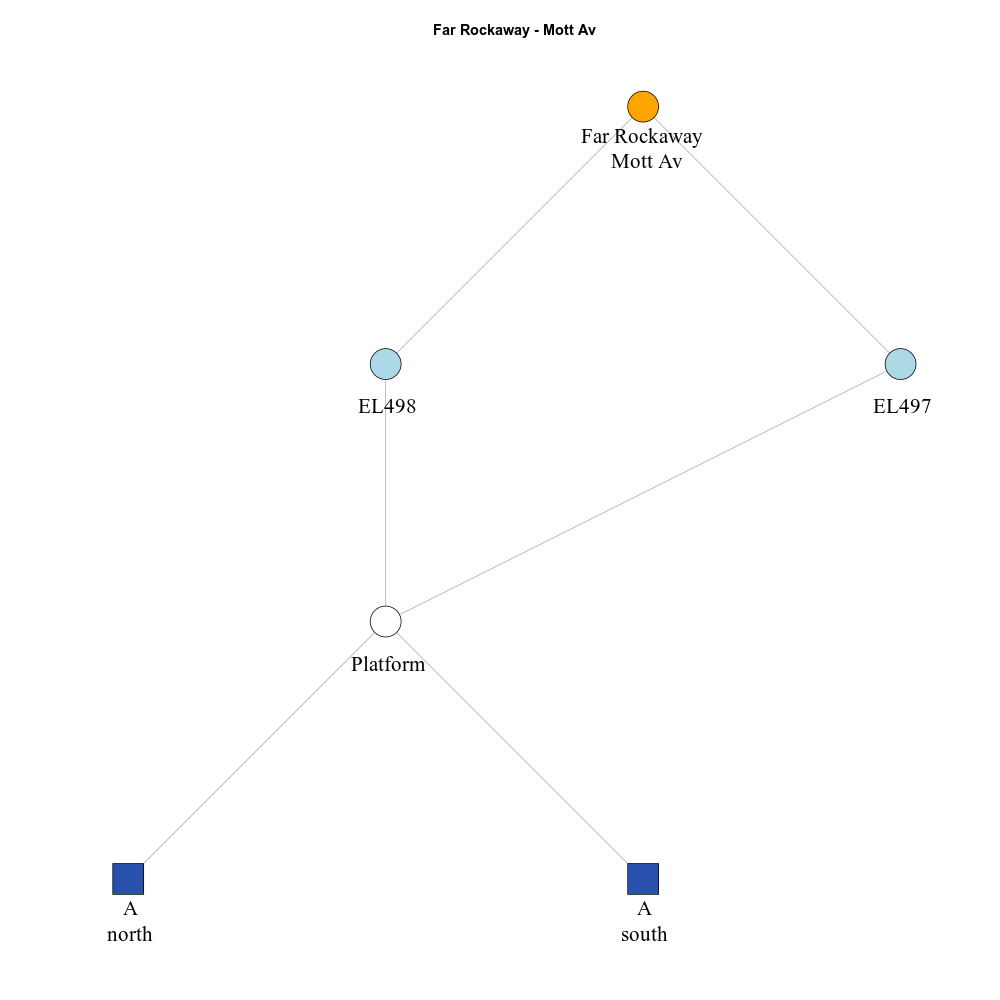 Far Rockaway - Mott Av
Far Rockaway
Mott Av
EL498
EL497
Platform
A
north
A
south